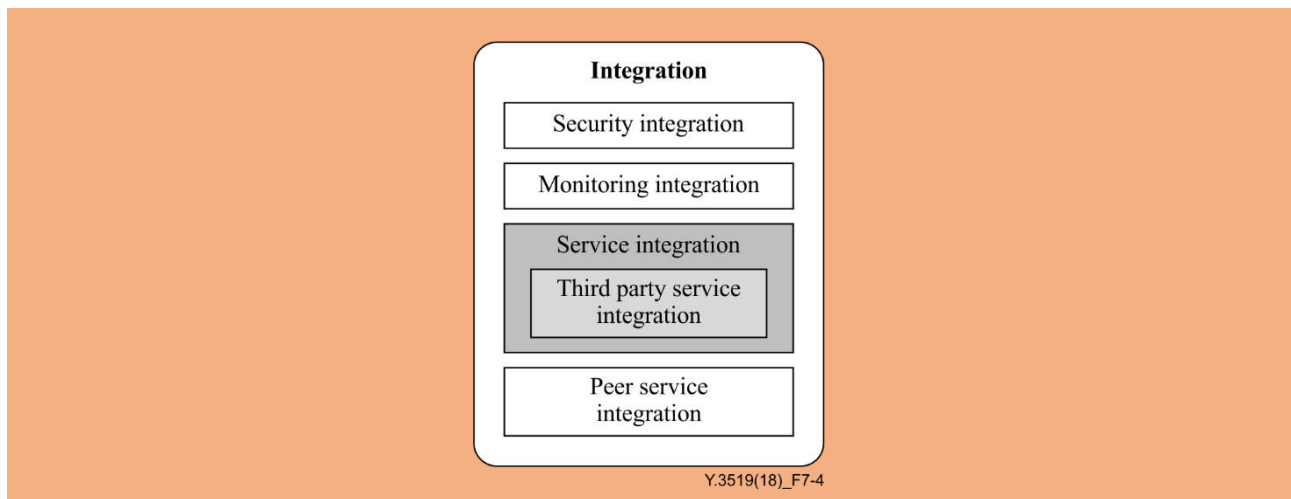 Integration
Security integration
Monitoring integration
Service integration
Third party service
integration
Peer service
integration
Y.3519(18)_F7-4